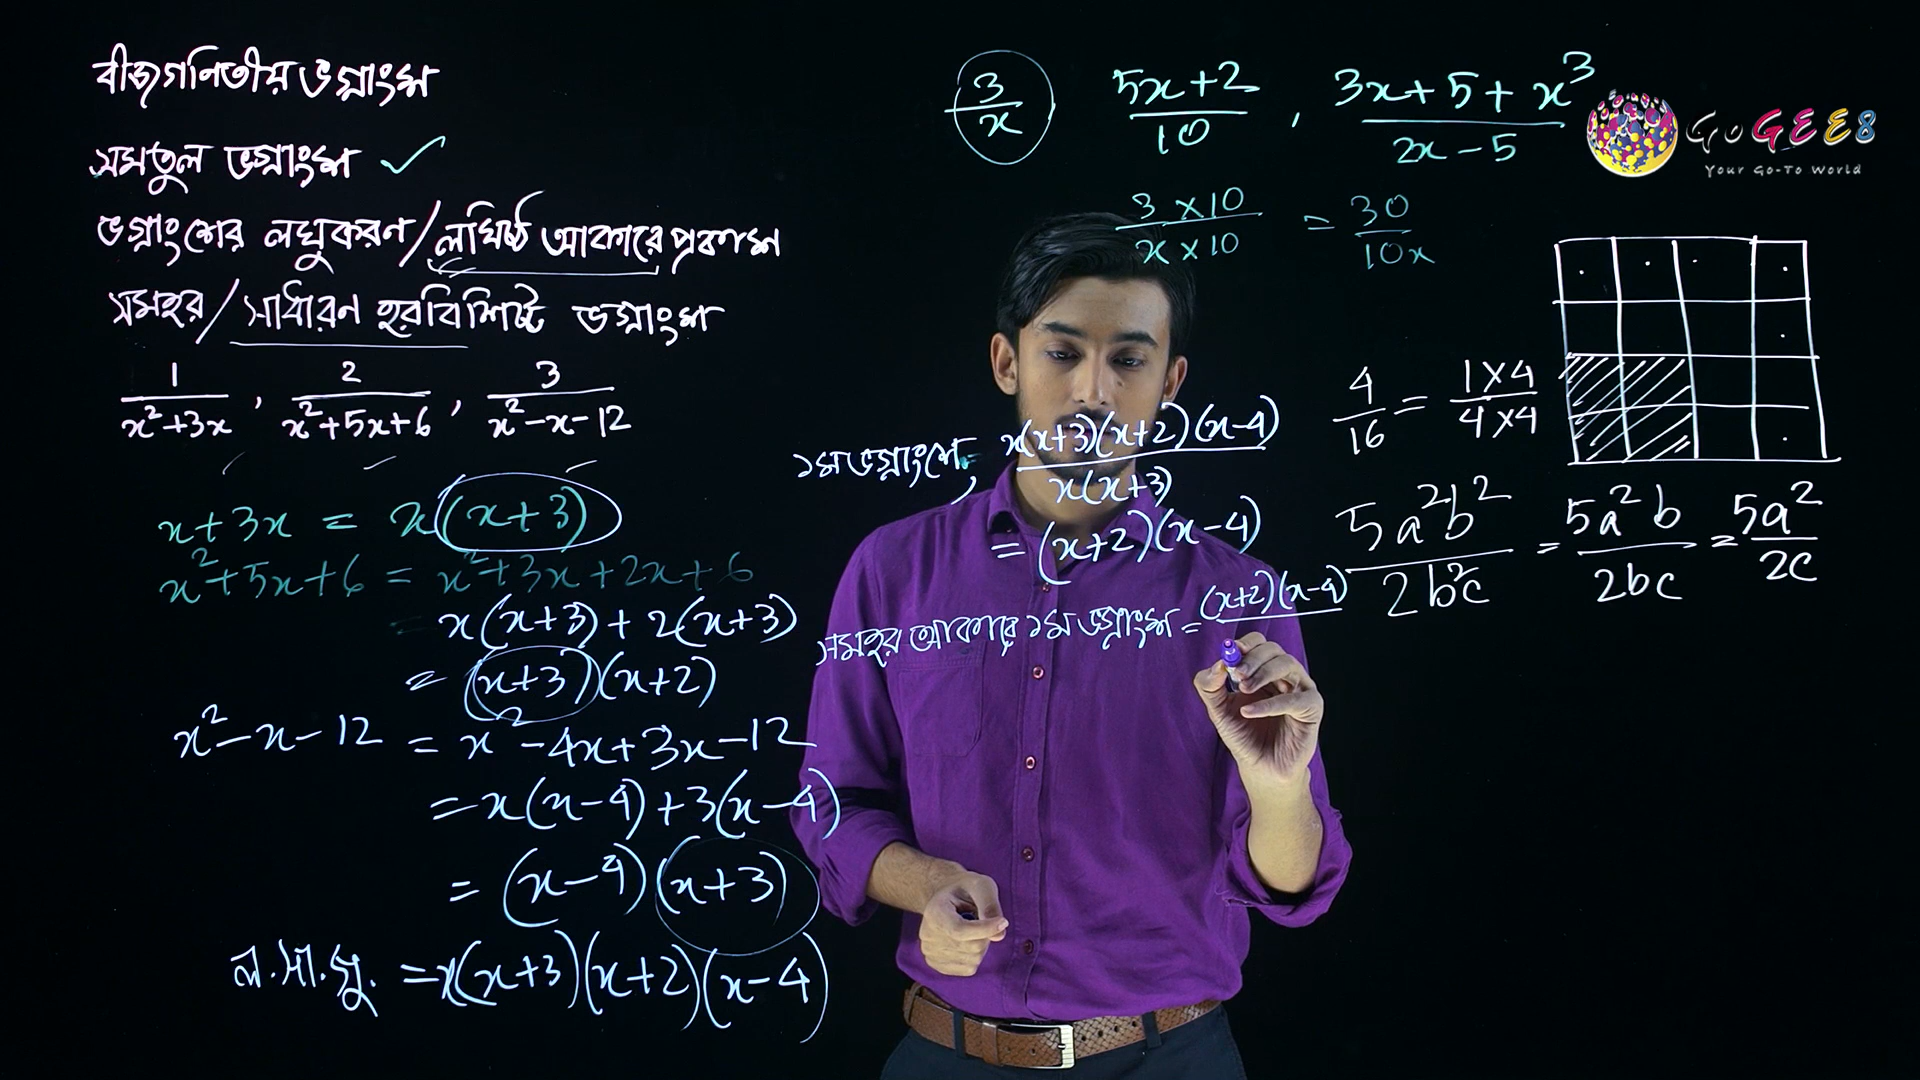 বীজগনিতীয় ভগ্নাংশ
সমতুল ভগ্নাংশ ✓
ভগ্নাংশের লঘুকরণ/লঘিষ্ঠ আকারে প্রকাশ
সমহর/সাধারন হরবিশিষ্ট ভগ্নাংশ
1/(x²+3x) , 2/(x²+5x+6) , 3/(x²-x-12)
x+3x = x(x+3)
x²+5x+6 = x²+3x+2x+6
= x(x+3)+2(x+3)
= (x+3)(x+2)
x²-x-12 = x²-4x+3x-12
= x(x-4)+3(x-4)
= (x-4)(x+3)
ল.সা.গু. = x(x+3)(x+2)(x-4)
১ম ভগ্নাংশে, = x(x+3)(x+2)(x-4)/x(x+3)
= (x+2)(x-4)
সমহর আকারে ১ম ভগ্নাংশ = (x+2)(x-4)
3/x (5x+2)/10 , (3x+5+x³)/(2x-5)
(3×10)/(x×10) = 30/10x
4/16 = (1×4)/(4×4)
5a²b²/2b²c = 5a²b/2bc = 5a²/2c
GoGEE8
Your Go-To World